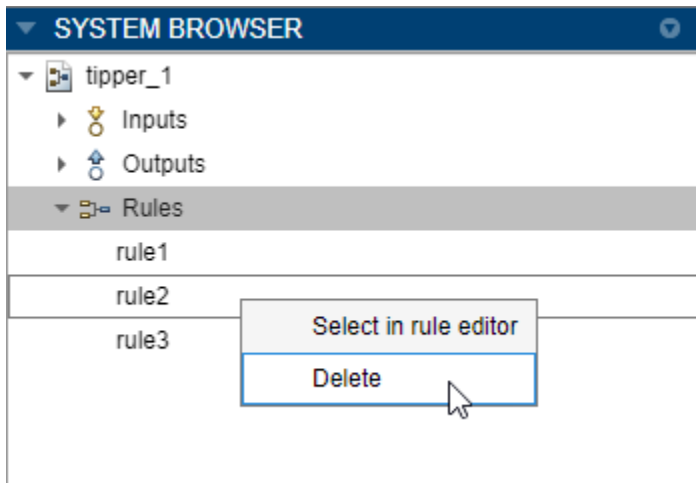 SYSTEM BROWSER
tipper_1
Inputs
Outputs
Rules
rule1
rule2
Select in rule editor
rule3
Delete